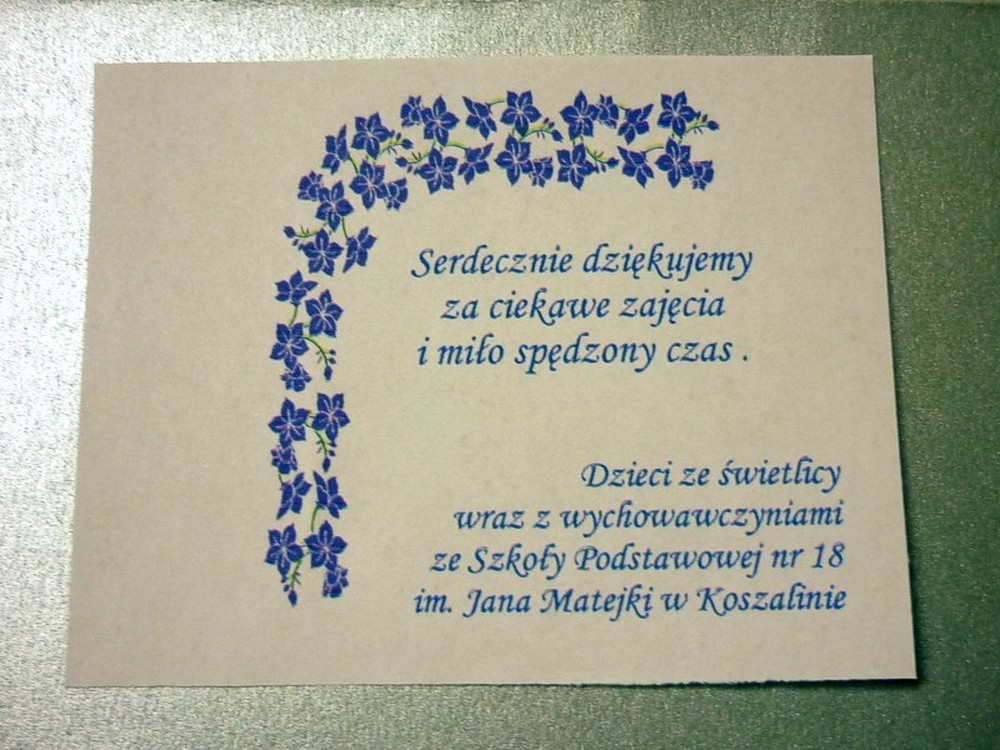 Serdecznie dziękujemy
za ciekawe zajęcia
i miło spędzony czas .
Dzieci ze świetlicy
wraz z wychowawczyniami
ze Szkoły Podstawowej nr 18
im. Jana Matejki w Koszalinie